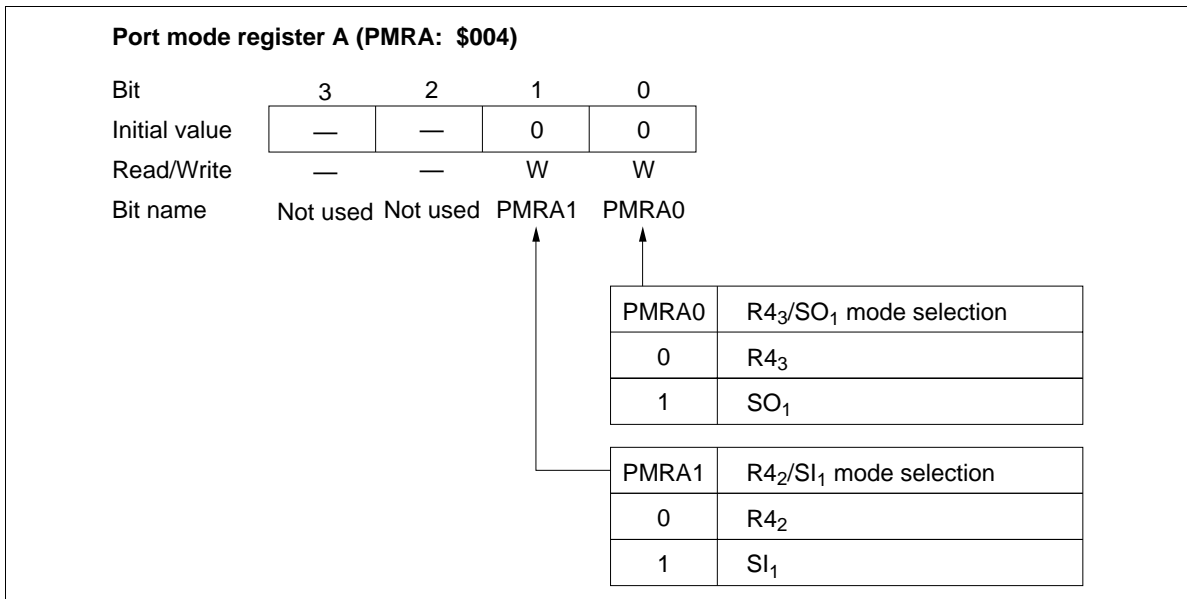 Port mode register A (PMRA: $004)
Bit 3 2 1 0
Initial value — — 0 0
Read/Write — — W W
Bit name Not used Not used PMRA1 PMRA0
PMRA0 R4₃/SO₁ mode selection
0 R4₃
1 SO₁
PMRA1 R4₂/SI₁ mode selection
0 R4₂
1 SI₁